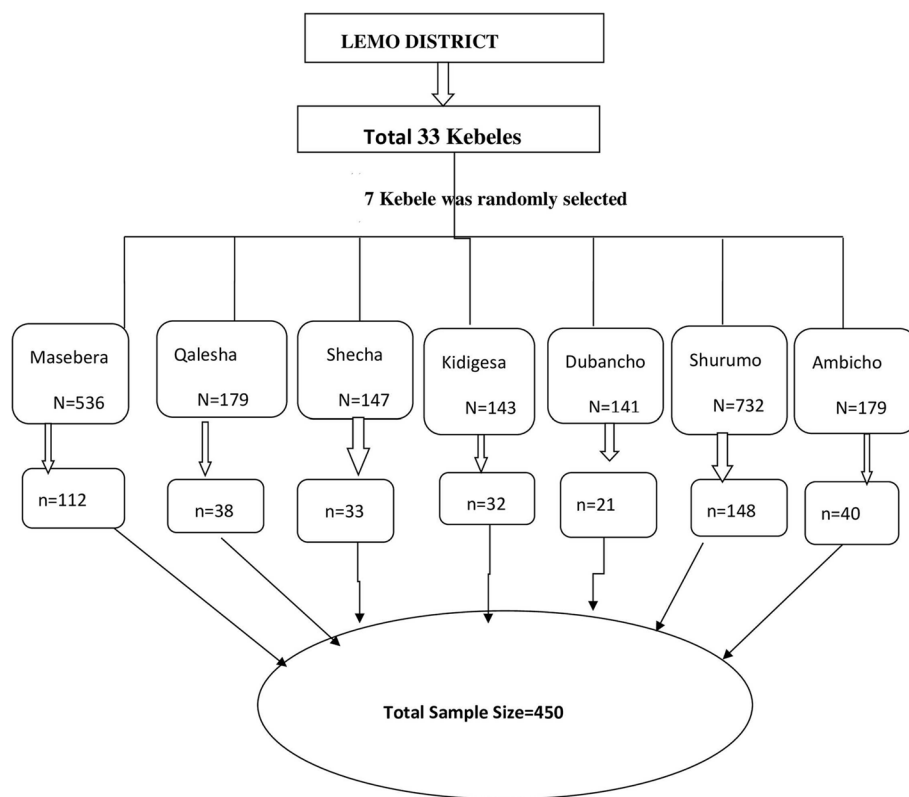 LEMO DISTRICT
Total 33 Kebeles
7 Kebele was randomly selected
Masebera
N=536
Qalesha
N=179
Shecha
N=147
Kidigesa
N=143
Dubancho
N=141
Shurumo
N=732
Ambicho
N=179
n=112
n=38
n=33
n=32
n=21
n=148
n=40
Total Sample Size=450